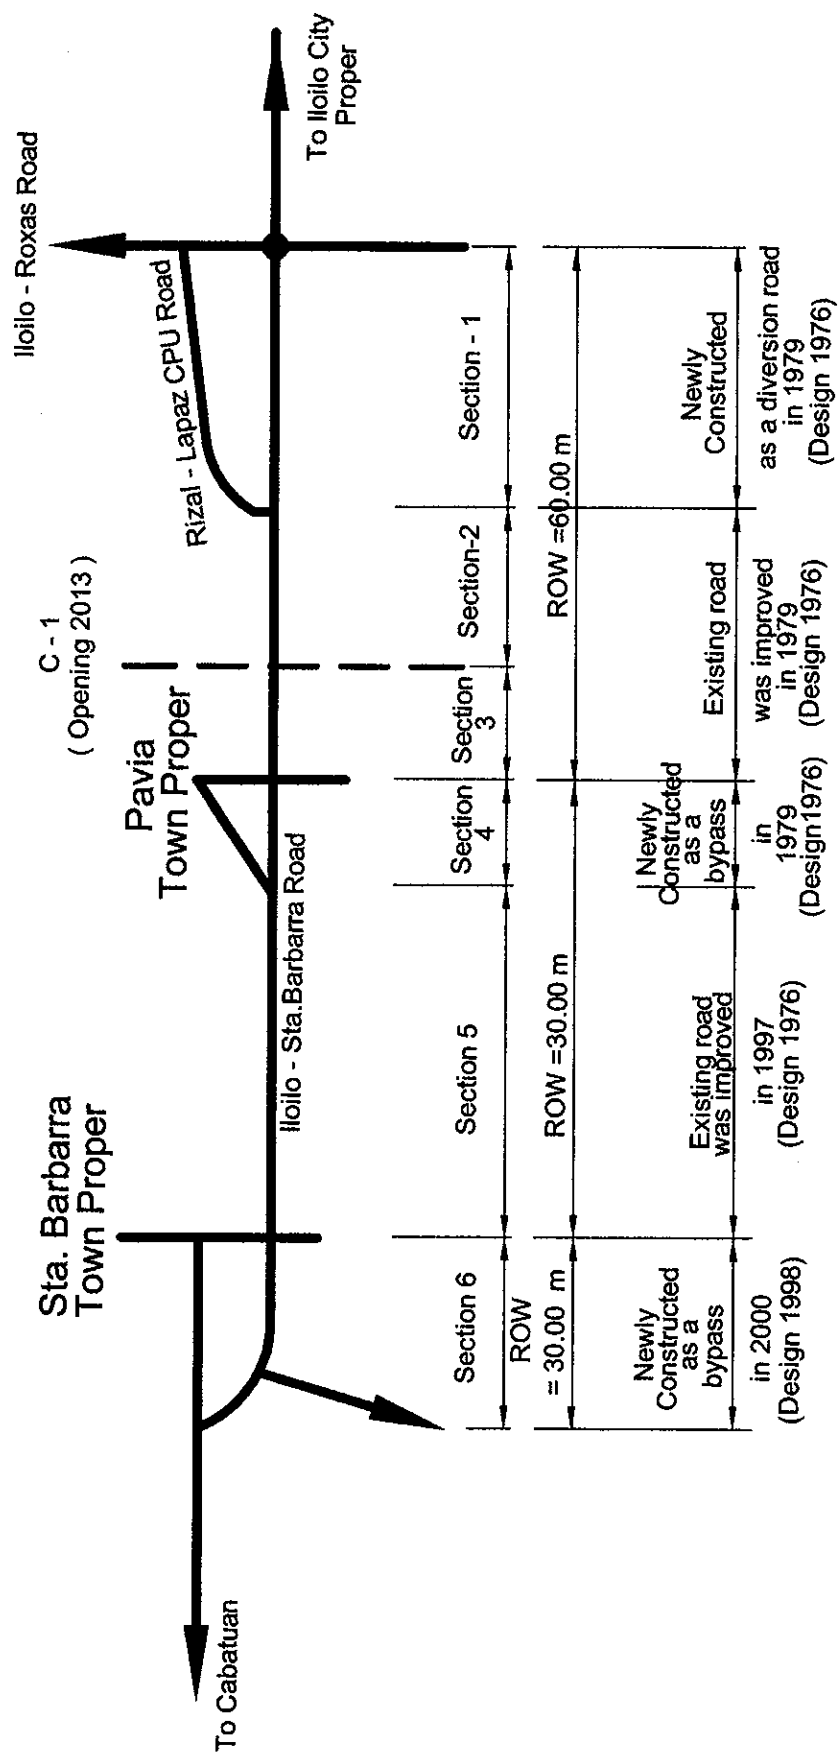 Iloilo - Roxas Road
To Iloilo City
Proper
Rizal - Lapaz CPU Road
C - 1
( Opening 2013 )
Pavia
Town Proper
Iloilo - Sta.Barbarra Road
Sta. Barbarra
Town Proper
To Cabatuan
Section 6
Section 5
Section
4
Section
3
Section-2
Section - 1
ROW
= 30.00 m
ROW =30.00 m
ROW =60.00 m
Newly
Constructed
as a
bypass
in 2000
(Design 1998)
Existing road
was improved
in 1997
(Design 1976)
Newly
Constructed
as a
bypass
in
1979
(Design1976)
Existing road
was improved
in 1979
(Design 1976)
Newly
Constructed
as a diversion road
in 1979
(Design 1976)